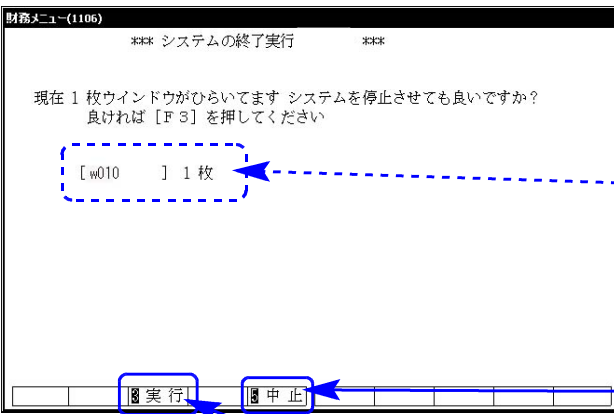 財務メニュー(1106)
*** システムの終了実行 ***
現在 1 枚ウインドウがひらいてます システムを停止させても良いですか？
良ければ［Ｆ３］を押してください
[ w010 ] 1 枚
3 実 行 5 中 止